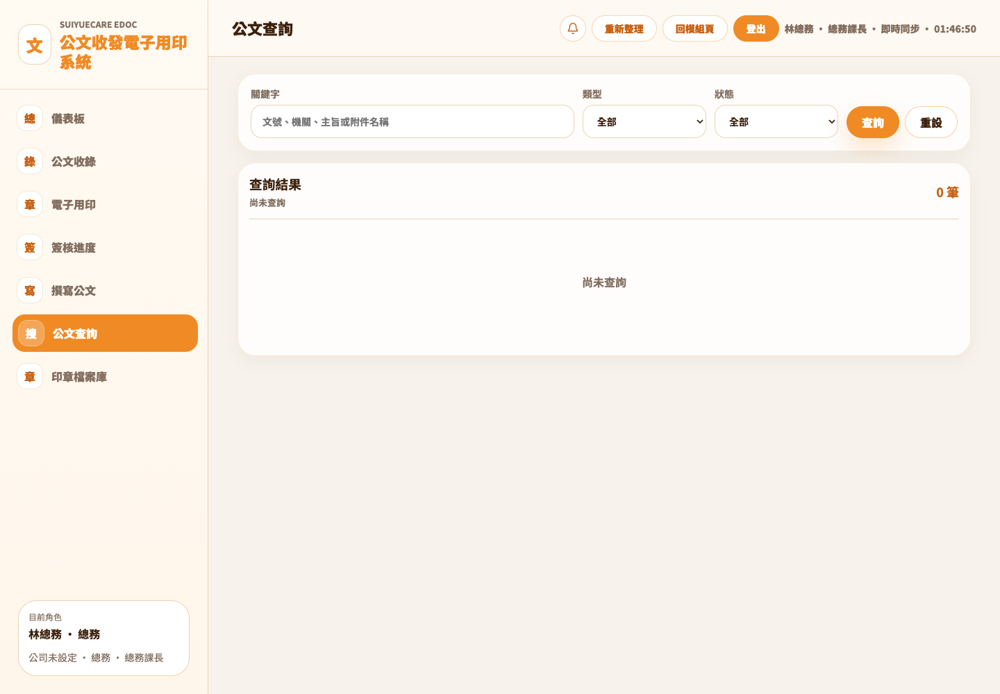 文
SUIYUECARE EDOC
公文收發電子用印
系統
總 儀表板
錄 公文收錄
章 電子用印
簽 簽核進度
寫 撰寫公文
搜 公文查詢
章 印章檔案庫
目前角色
林總務 · 總務
公司未設定 · 總務 · 總務課長
公文查詢
重新整理
回模組頁
登出
林總務 · 總務課長 · 即時同步 · 01:46:50
關鍵字
文號、機關、主旨或附件名稱
類型
全部
狀態
全部
查詢
重設
查詢結果
尚未查詢
0 筆
尚未查詢